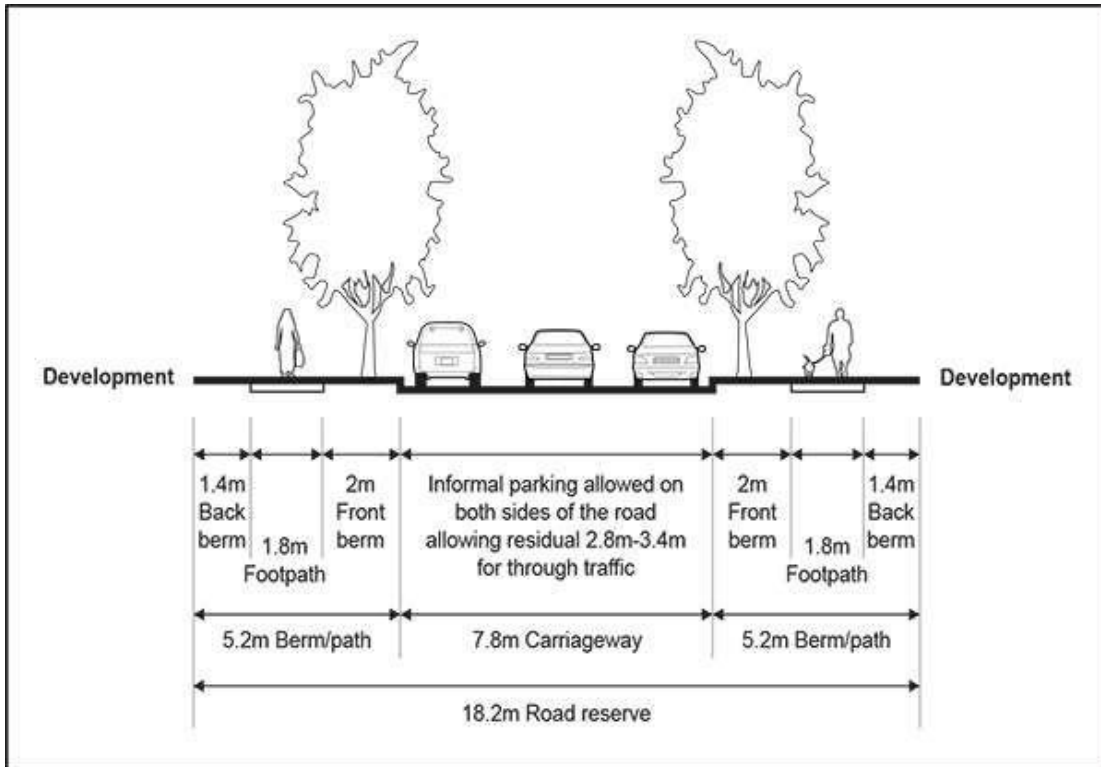 Development
Development
1.4m
Back
berm
1.8m
Footpath
2m
Front
berm
Informal parking allowed on
both sides of the road
allowing residual 2.8m-3.4m
for through traffic
2m
Front
berm
1.8m
Footpath
1.4m
Back
berm
5.2m Berm/path
7.8m Carriageway
5.2m Berm/path
18.2m Road reserve